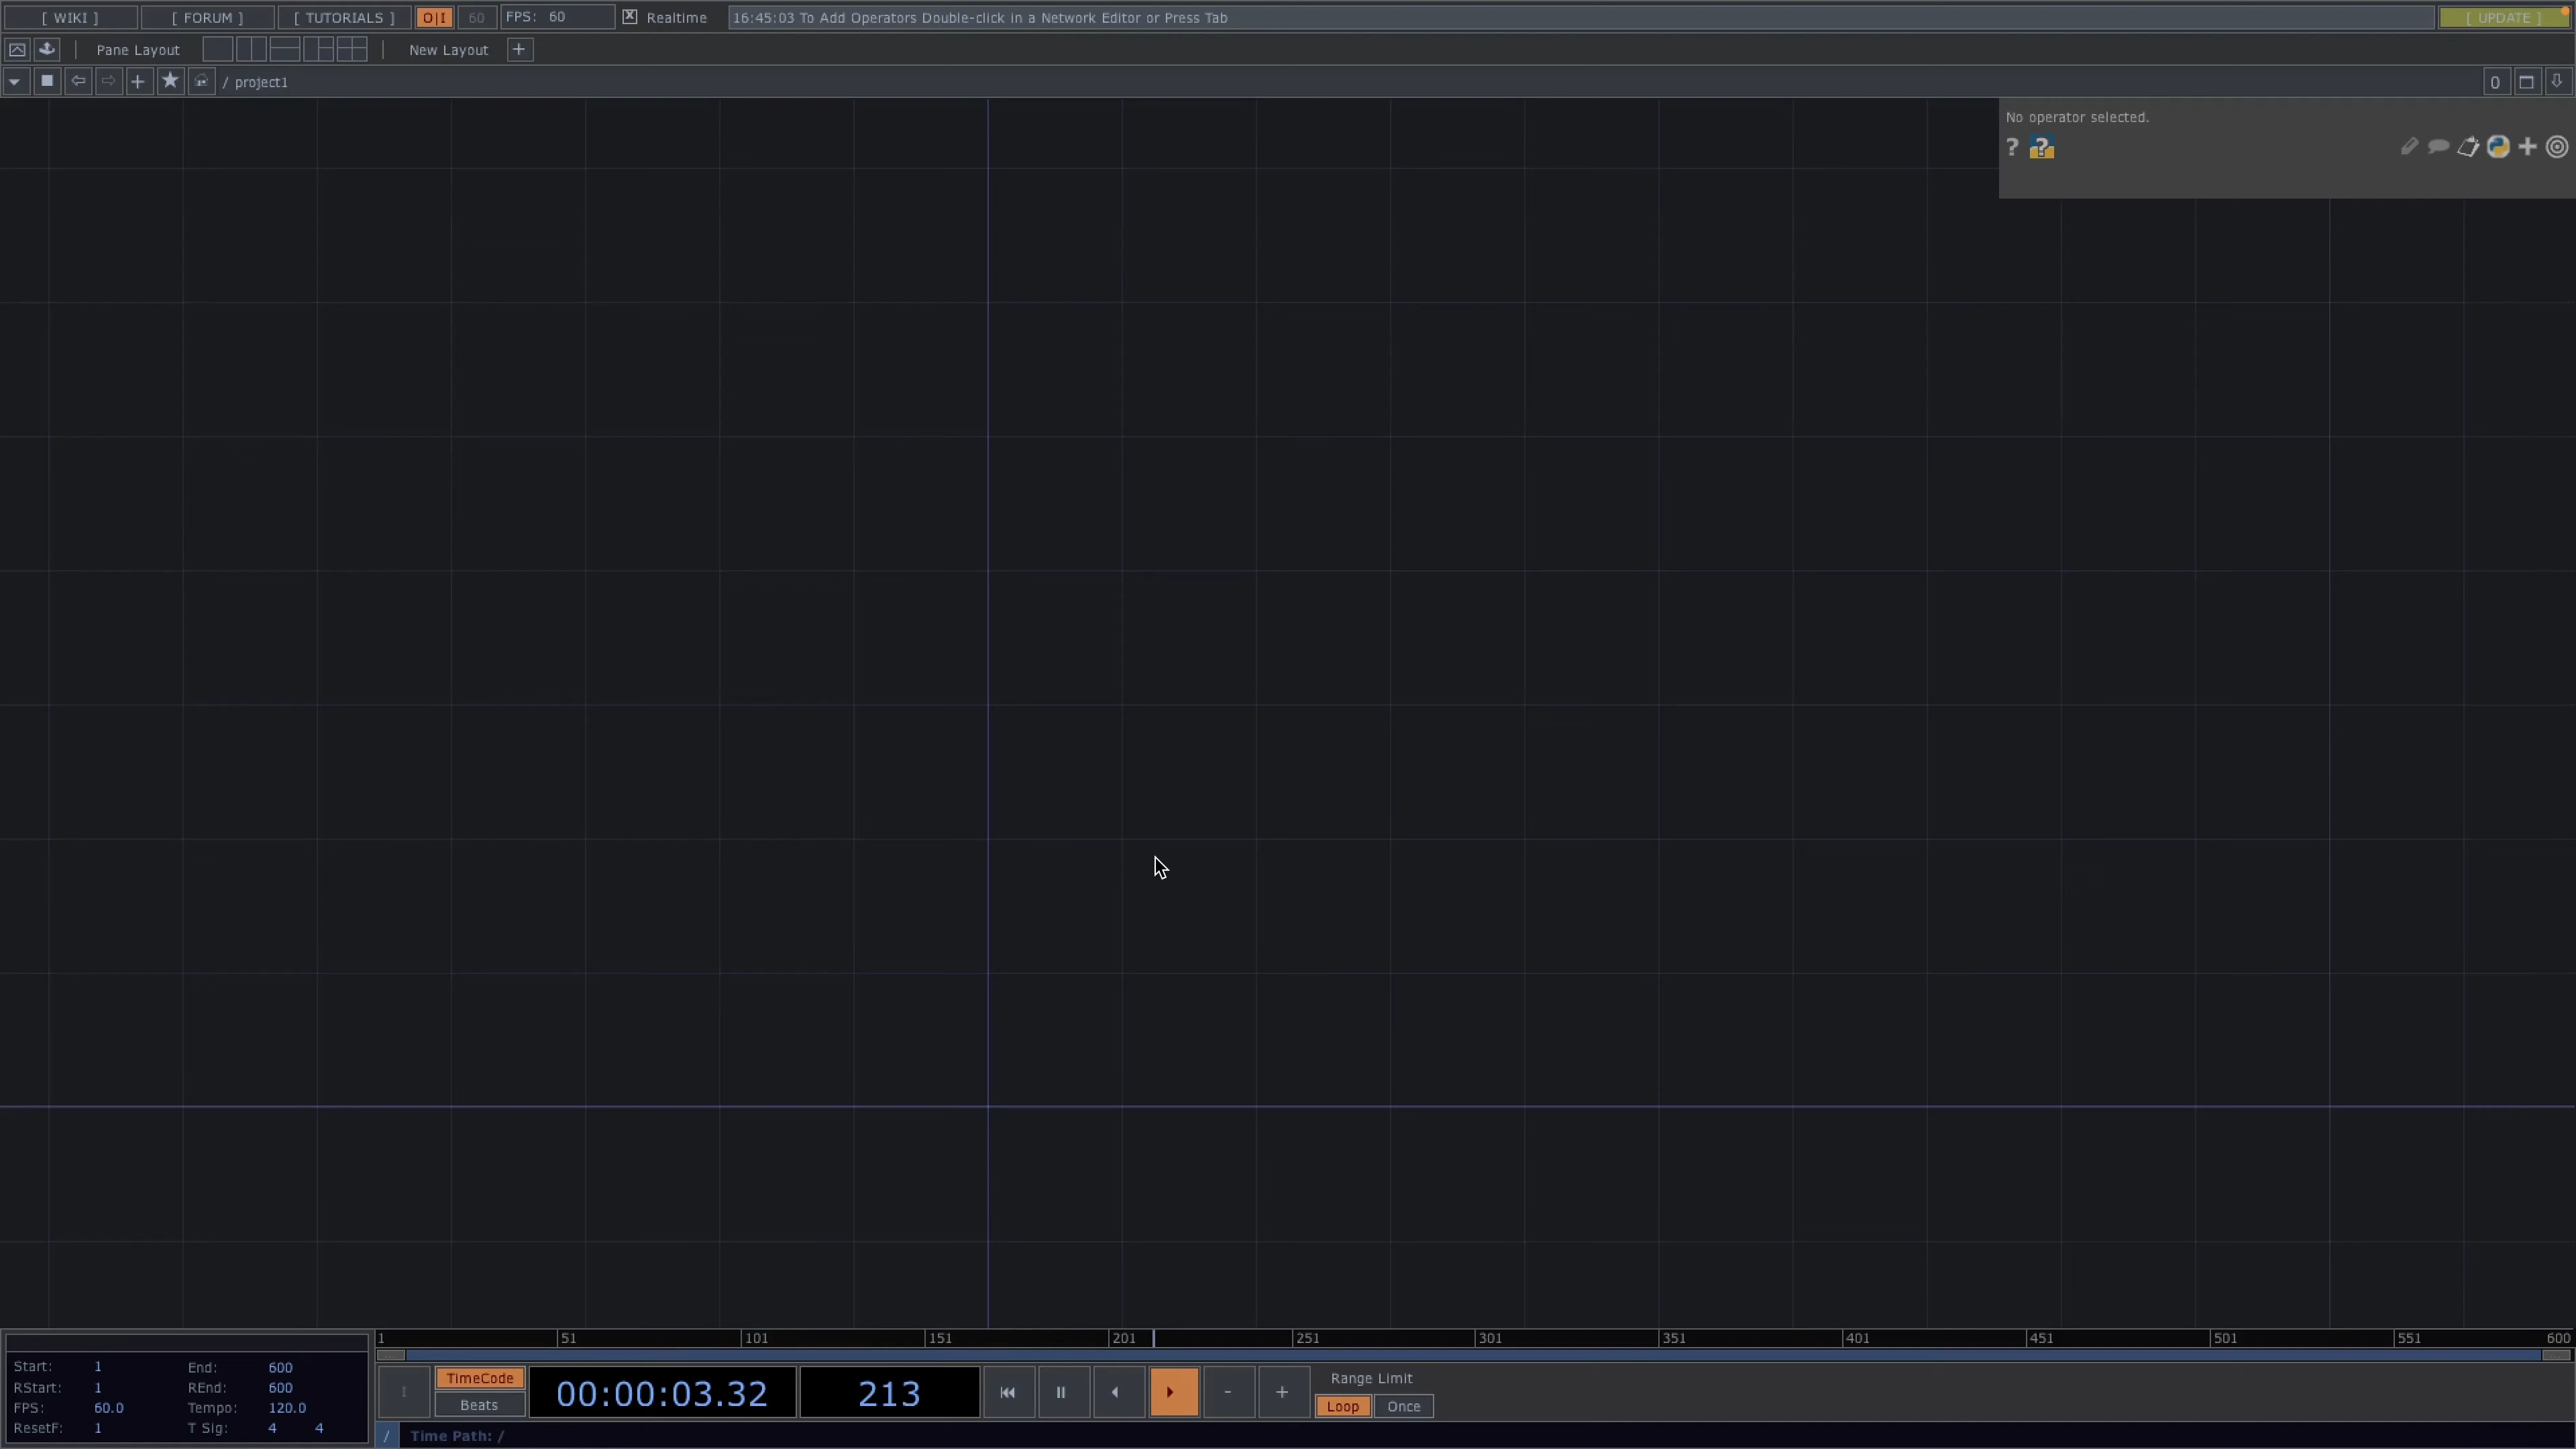 [ WIKI ] [ FORUM ] [ TUTORIALS ] O|I 60 FPS: 60 Realtime 16:45:03 To Add Operators Double-click in a Network Editor or Press Tab [ UPDATE ]
Pane Layout New Layout +
/ project1 0
No operator selected.
? ?
1 51 101 151 201 251 301 351 401 451 501 551 600
Start: 1 End: 600
RStart: 1 REnd: 600
FPS: 60.0 Tempo: 120.0
ResetF: 1 T Sig: 4 4
I TimeCode 00:00:03.32 213 - + Range Limit
Beats Loop Once
/ Time Path: /